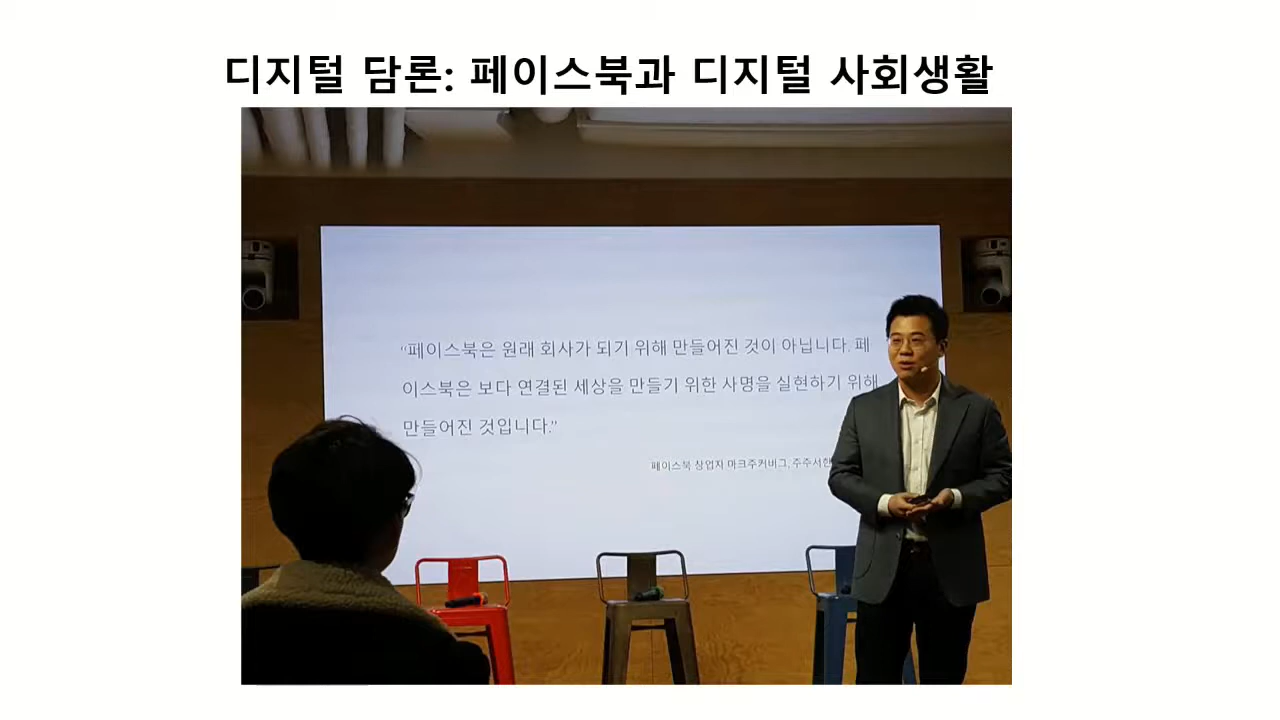 디지털 담론: 페이스북과 디지털 사회생활
“페이스북은 원래 회사가 되기 위해 만들어진 것이 아닙니다. 페
이스북은 보다 연결된 세상을 만들기 위한 사명을 실현하기 위해
만들어진 것입니다.”
페이스북 창업자 마크주커버그, 주주서한